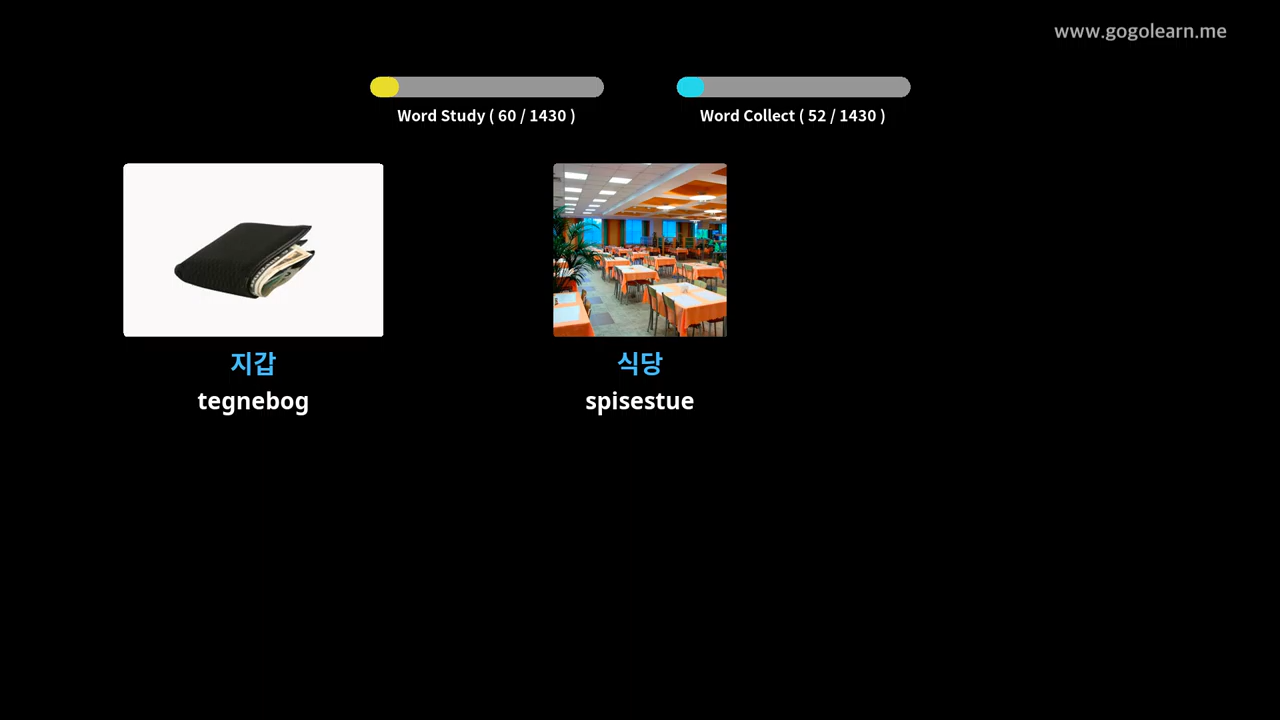 www.gogolearn.me
Word Study ( 60 / 1430 )
Word Collect ( 52 / 1430 )
지갑
tegnebog
식당
spisestue